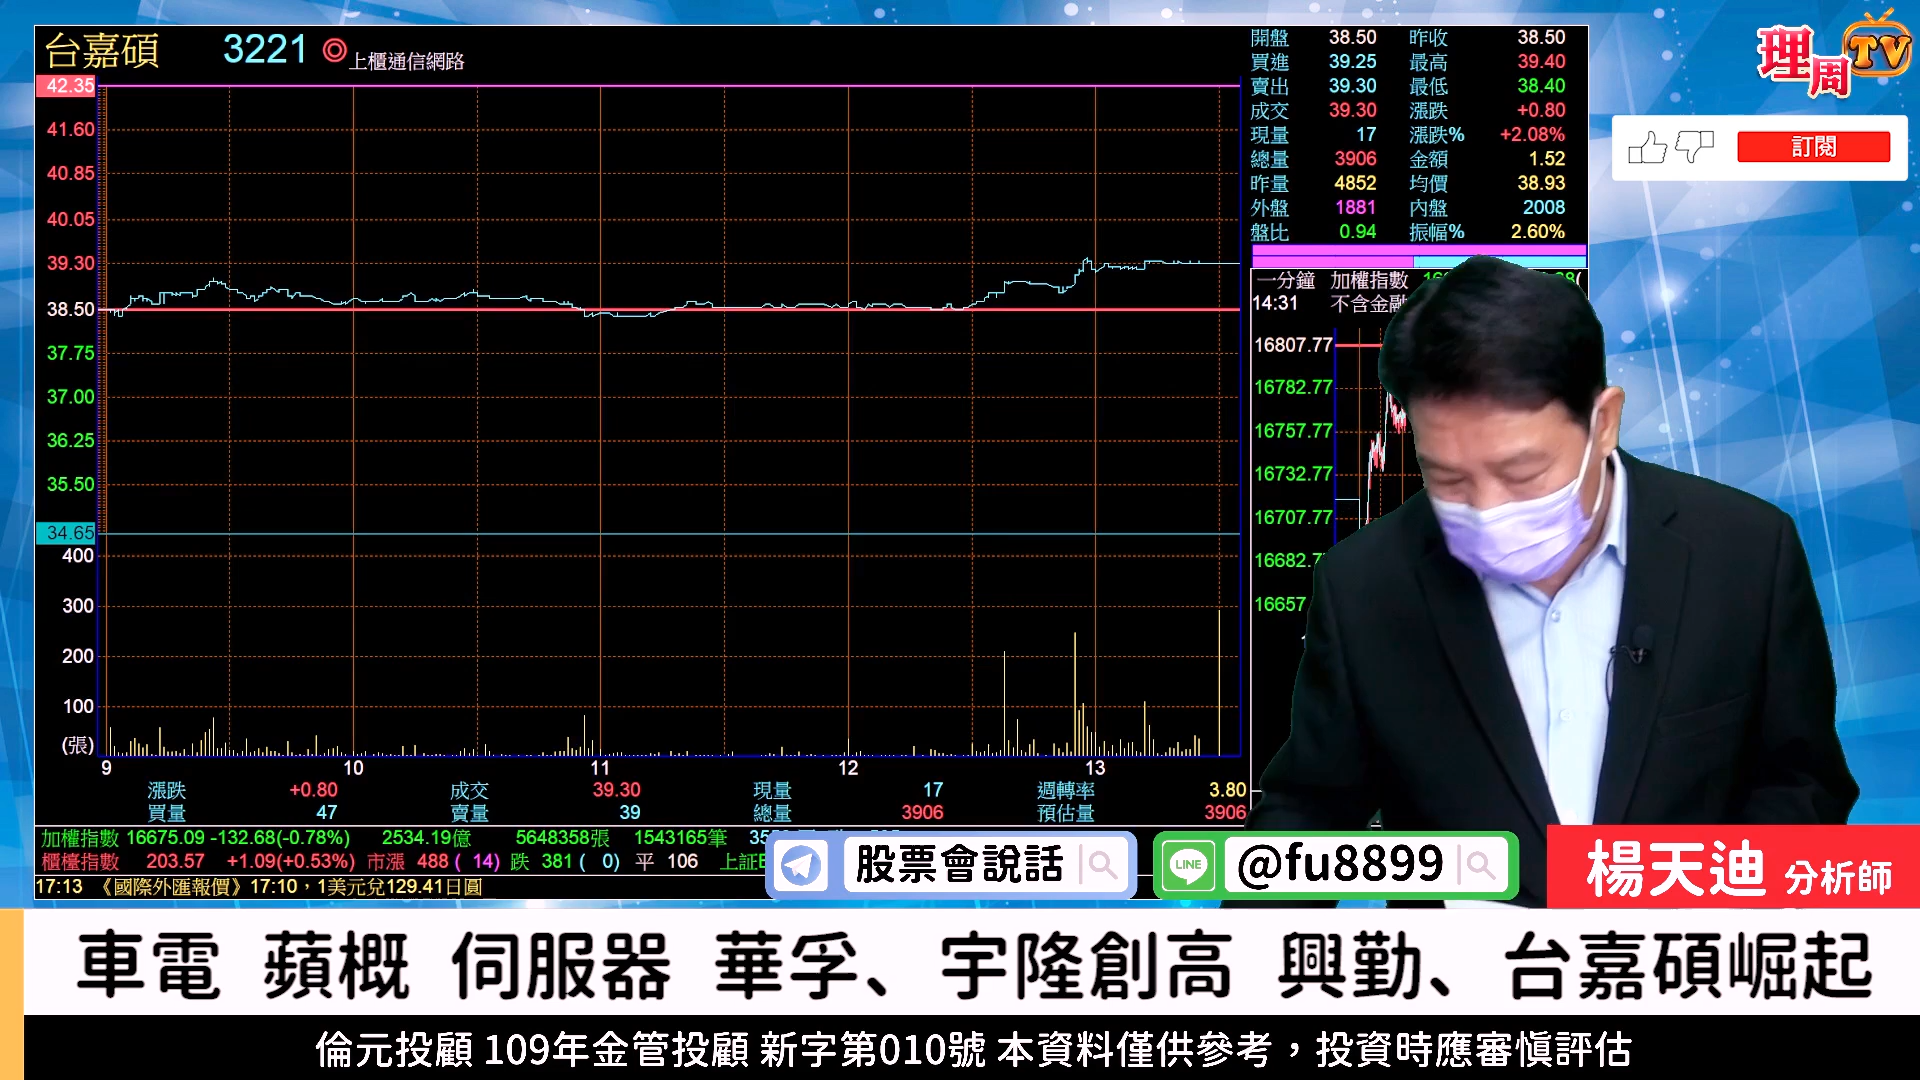 台嘉碩 3221 ◎上櫃通信網路
42.35
41.60
40.85
40.05
39.30
38.50
37.75
37.00
36.25
35.50
34.65
400
300
200
100
(張)
9 10 11 12 13
漲跌 +0.80 成交 39.30 現量 17 週轉率 3.80
買量 47 賣量 39 總量 3906 預估量 3906
加權指數 16675.09 -132.68(-0.78%) 2534.19億 5648358張 1543165筆
櫃檯指數 203.57 +1.09(+0.53%) 市漲 488 ( 14) 跌 381 ( 0) 平 106 上証
17:13 《國際外匯報價》17:10，1美元兌129.41日圓
開盤 38.50 昨收 38.50
買進 39.25 最高 39.40
賣出 39.30 最低 38.40
成交 39.30 漲跌 +0.80
現量 17 漲跌% +2.08%
總量 3906 金額 1.52
昨量 4852 均價 38.93
外盤 1881 內盤 2008
盤比 0.94 振幅% 2.60%
一分鐘 加權指數
14:31 不含金融
16807.77
16782.77
16757.77
16732.77
16707.77
16682.7
16657
理周TV
訂閱
股票會說話
LINE @fu8899
楊天迪 分析師
車電 蘋概 伺服器 華孚、宇隆創高 興勤、台嘉碩崛起
倫元投顧 109年金管投顧 新字第010號 本資料僅供參考，投資時應審慎評估